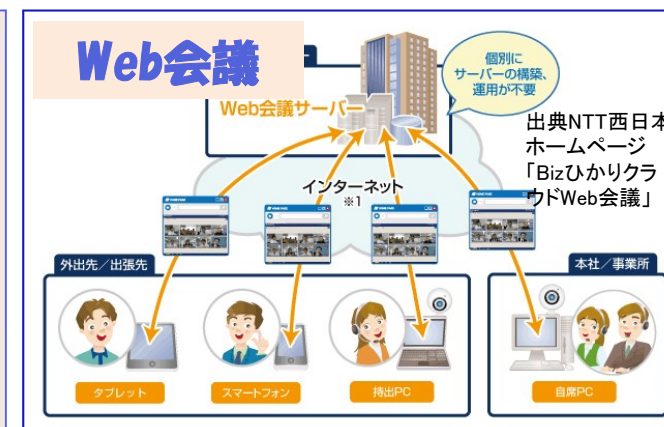 Web会議
個別に
サーバーの構築、
運用が不要
Web会議サーバー
出典NTT西日本
ホームページ
「Bizひかりクラ
ウドWeb会議」
インターネット
※1
外出先／出張先
本社／事業所
タブレット
スマートフォン
持出PC
自席PC